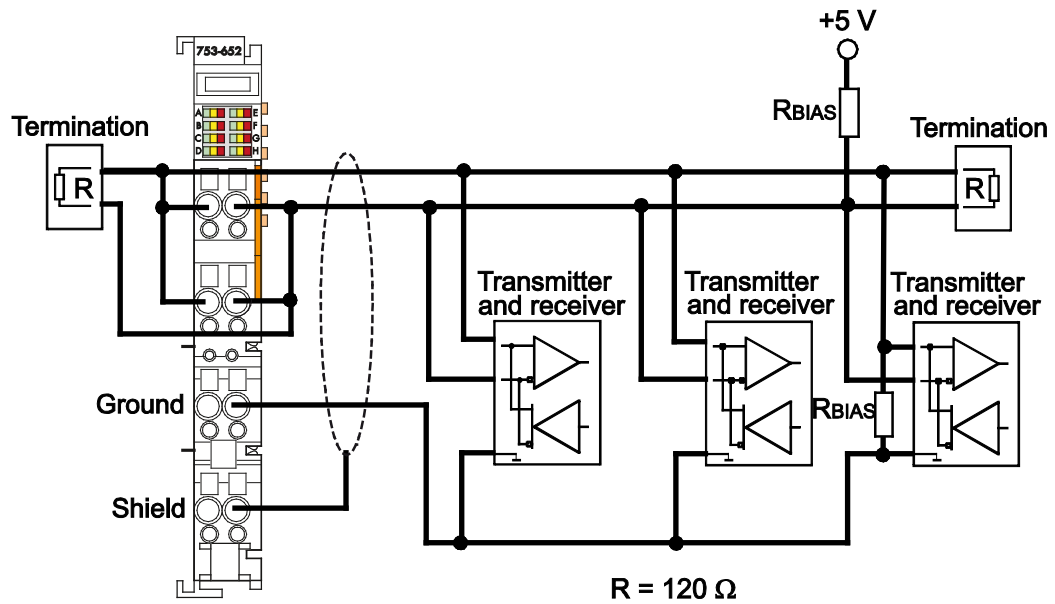 +5 V
753-652
RBIAS
A E
B F
C G
D H
Termination
Termination
R
R
Transmitter
and receiver
Transmitter
and receiver
Transmitter
and receiver
Ground
RBIAS
Shield
R = 120 Ω